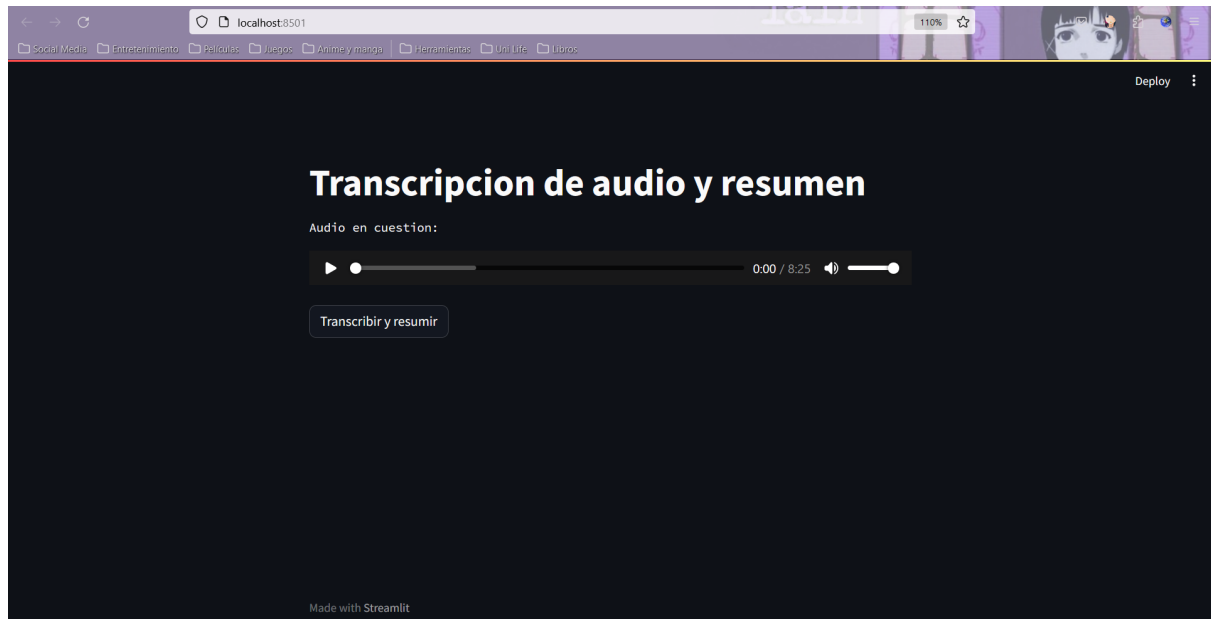 localhost:8501
110%
Social Media Entretenimiento Películas Juegos Anime y manga Herramientas Uni Life Libros
Deploy
Transcripcion de audio y resumen
Audio en cuestion:
0:00 / 8:25
Transcribir y resumir
Made with Streamlit